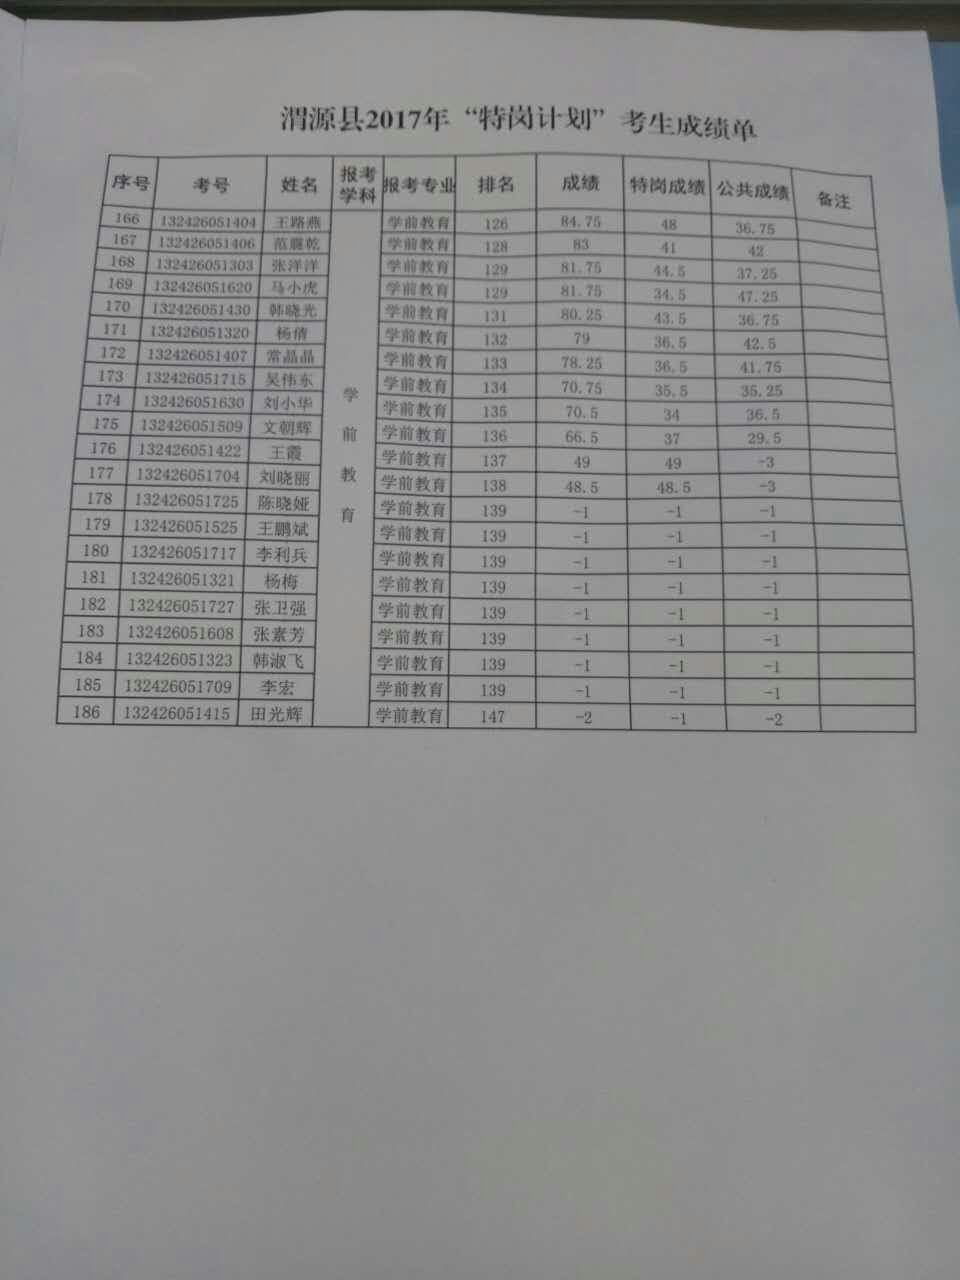 渭源县2017年“特岗计划”考生成绩单
序号 考号 姓名 报考学科 报考专业 排名 成绩 特岗成绩 公共成绩 备注
166 132426051404 王路燕 学前教育 126 84.75 48 36.75
167 132426051406 范腊乾 学前教育 128 83 41 42
168 132426051303 张洋洋 学前教育 129 81.75 44.5 37.25
169 132426051620 马小虎 学前教育 129 81.75 34.5 47.25
170 132426051430 韩晓光 学前教育 131 80.25 43.5 36.75
171 132426051320 杨倩 学前教育 132 79 36.5 42.5
172 132426051407 常晶晶 学前教育 133 78.25 36.5 41.75
173 132426051715 吴伟东 学前教育 134 70.75 35.5 35.25
174 132426051630 刘小华 学前教育 135 70.5 34 36.5
175 132426051509 文朝辉 学前教育 136 66.5 37 29.5
176 132426051422 王霞 学前教育 137 49 49 -3
177 132426051704 刘晓丽 学前教育 138 48.5 48.5 -3
178 132426051725 陈晓娅 学前教育 139 -1 -1 -1
179 132426051525 王鹏斌 学前教育 139 -1 -1 -1
180 132426051717 李利兵 学前教育 139 -1 -1 -1
181 132426051321 杨梅 学前教育 139 -1 -1 -1
182 132426051727 张卫强 学前教育 139 -1 -1 -1
183 132426051608 张素芳 学前教育 139 -1 -1 -1
184 132426051323 韩淑飞 学前教育 139 -1 -1 -1
185 132426051709 李宏 学前教育 139 -1 -1 -1
186 132426051415 田光辉 学前教育 147 -2 -1 -2
学前教育